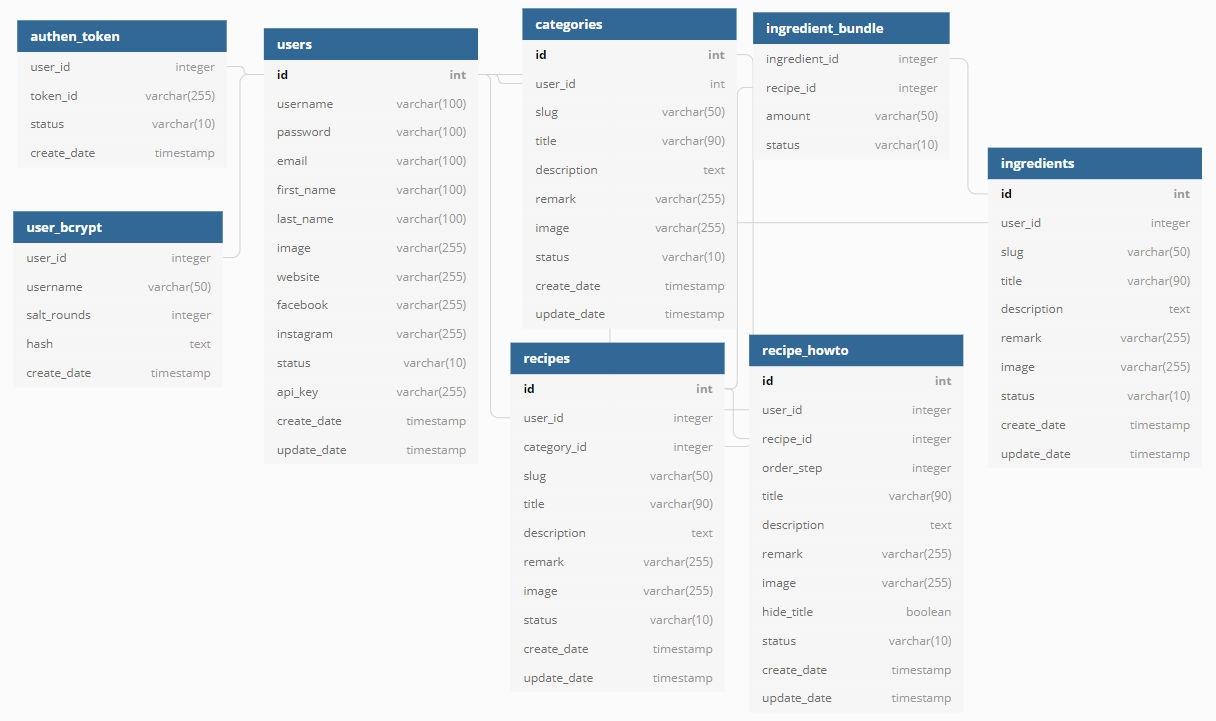 authen_token
user_id integer
token_id varchar(255)
status varchar(10)
create_date timestamp
user_bcrypt
user_id integer
username varchar(50)
salt_rounds integer
hash text
create_date timestamp
users
id int
username varchar(100)
password varchar(100)
email varchar(100)
first_name varchar(100)
last_name varchar(100)
image varchar(255)
website varchar(255)
facebook varchar(255)
instagram varchar(255)
status varchar(10)
api_key varchar(255)
create_date timestamp
update_date timestamp
categories
id int
user_id int
slug varchar(50)
title varchar(90)
description text
remark varchar(255)
image varchar(255)
status varchar(10)
create_date timestamp
update_date timestamp
recipes
id int
user_id integer
category_id integer
slug varchar(50)
title varchar(90)
description text
remark varchar(255)
image varchar(255)
status varchar(10)
create_date timestamp
update_date timestamp
ingredient_bundle
ingredient_id integer
recipe_id integer
amount varchar(50)
status varchar(10)
recipe_howto
id int
user_id integer
recipe_id integer
order_step integer
title varchar(90)
description text
remark varchar(255)
image varchar(255)
hide_title boolean
status varchar(10)
create_date timestamp
update_date timestamp
ingredients
id int
user_id integer
slug varchar(50)
title varchar(90)
description text
remark varchar(255)
image varchar(255)
status varchar(10)
create_date timestamp
update_date timestamp